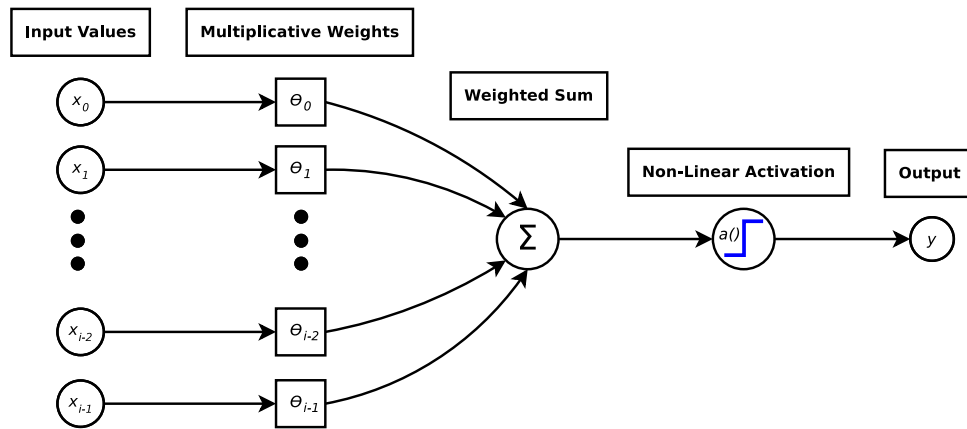 Input Values
Multiplicative Weights
Weighted Sum
Non-Linear Activation
Output
x0
ϴ0
x1
ϴ1
Σ
a()
y
xi-2
ϴi-2
xi-1
ϴi-1